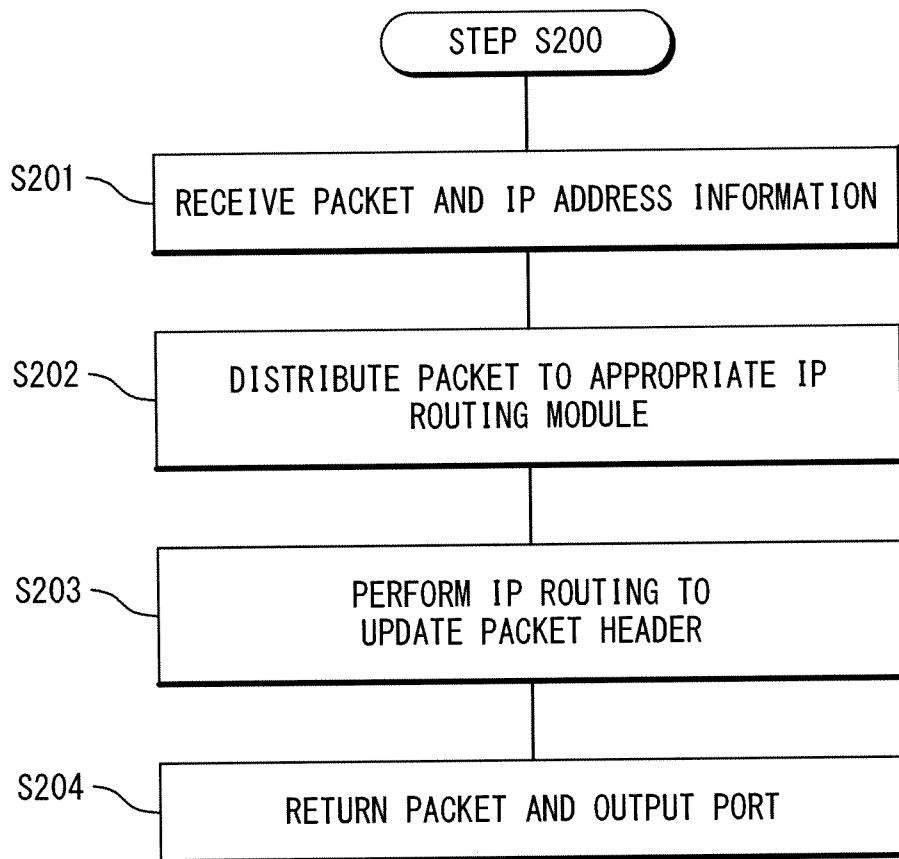 STEP S200
S201
RECEIVE PACKET AND IP ADDRESS INFORMATION
S202
DISTRIBUTE PACKET TO APPROPRIATE IP
ROUTING MODULE
S203
PERFORM IP ROUTING TO
UPDATE PACKET HEADER
S204
RETURN PACKET AND OUTPUT PORT